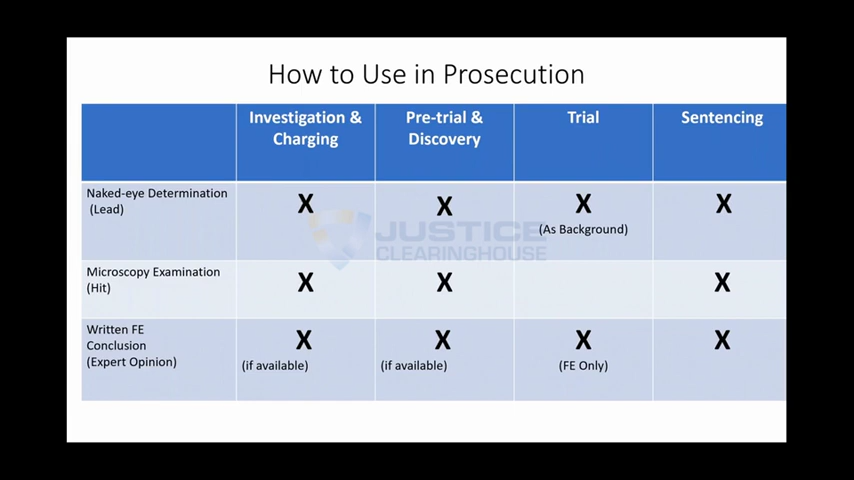 How to Use in Prosecution
Investigation &
Charging
Pre-trial &
Discovery
Trial
Sentencing
Naked-eye Determination
(Lead)
X
X
X
(As Background)
X
JUSTICE
CLEARINGHOUSE
Microscopy Examination
(Hit)
X
X
X
Written FE
Conclusion
(Expert Opinion)
X
(if available)
X
(if available)
X
(FE Only)
X